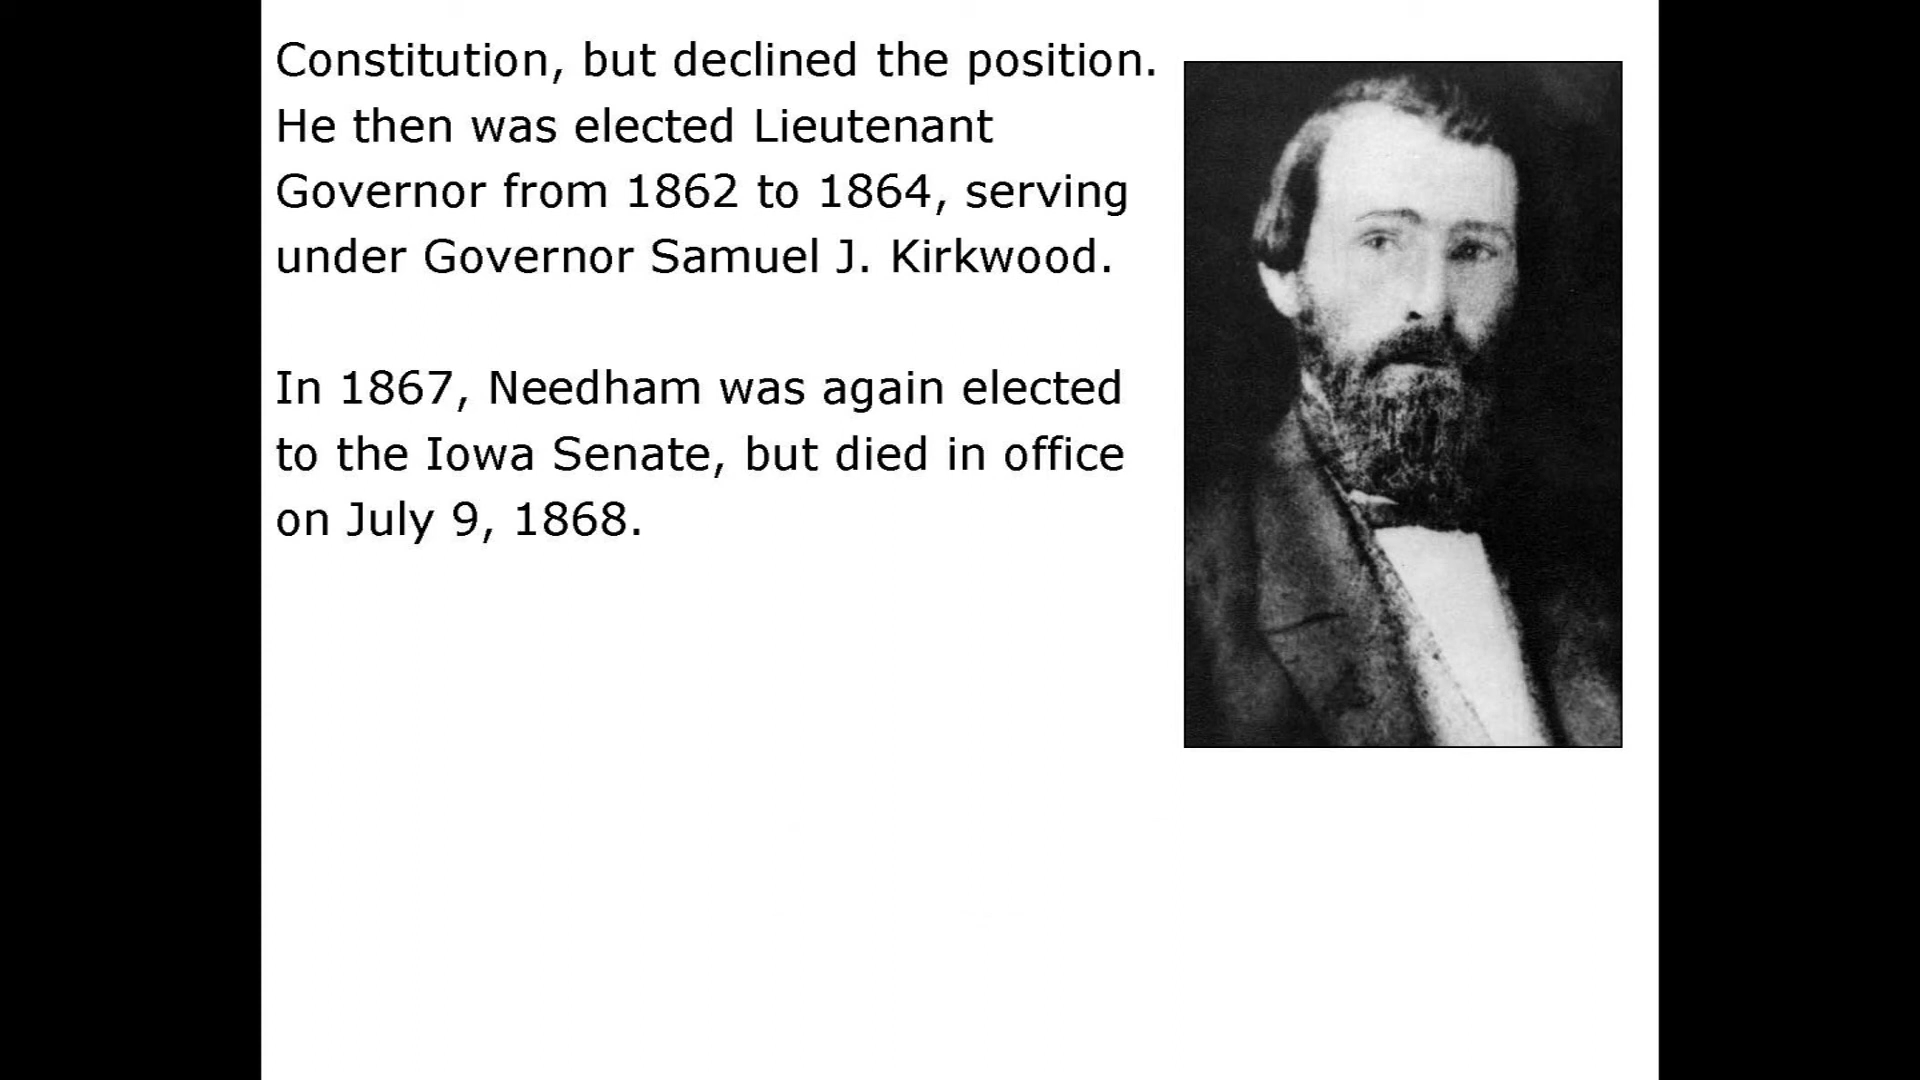 Constitution, but declined the position.
He then was elected Lieutenant
Governor from 1862 to 1864, serving
under Governor Samuel J. Kirkwood.
In 1867, Needham was again elected
to the Iowa Senate, but died in office
on July 9, 1868.